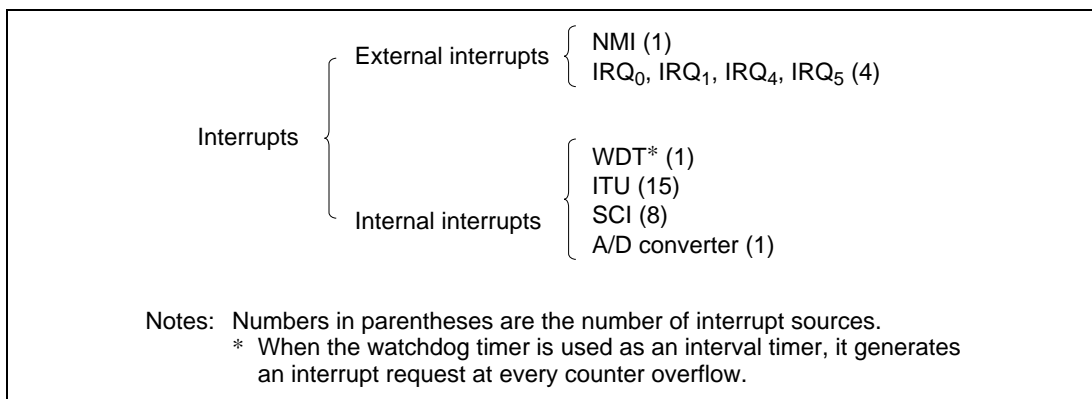 Interrupts
External interrupts
NMI (1)
IRQ0, IRQ1, IRQ4, IRQ5 (4)
Internal interrupts
WDT* (1)
ITU (15)
SCI (8)
A/D converter (1)
Notes: Numbers in parentheses are the number of interrupt sources.
* When the watchdog timer is used as an interval timer, it generates
an interrupt request at every counter overflow.